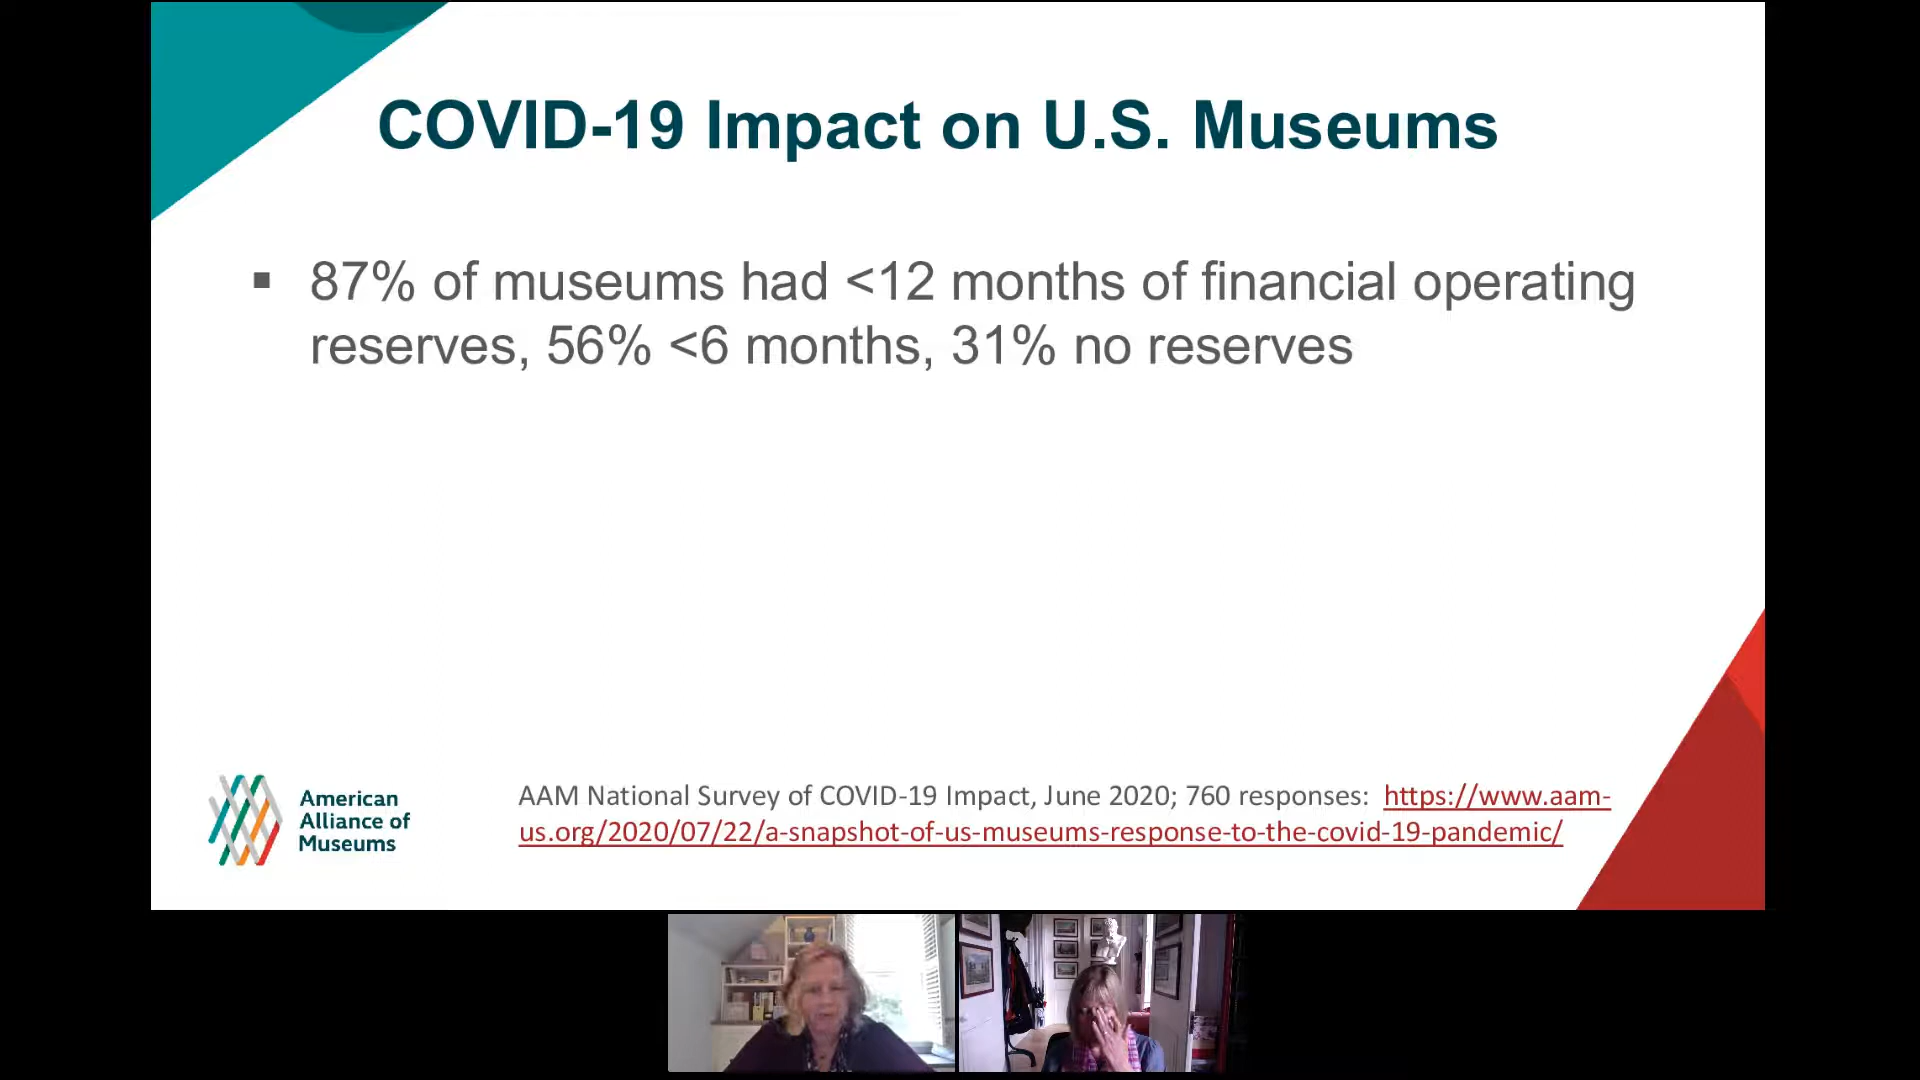 COVID-19 Impact on U.S. Museums
▪ 87% of museums had <12 months of financial operating
reserves, 56% <6 months, 31% no reserves
American
Alliance of
Museums
AAM National Survey of COVID-19 Impact, June 2020; 760 responses: https://www.aam-
us.org/2020/07/22/a-snapshot-of-us-museums-response-to-the-covid-19-pandemic/